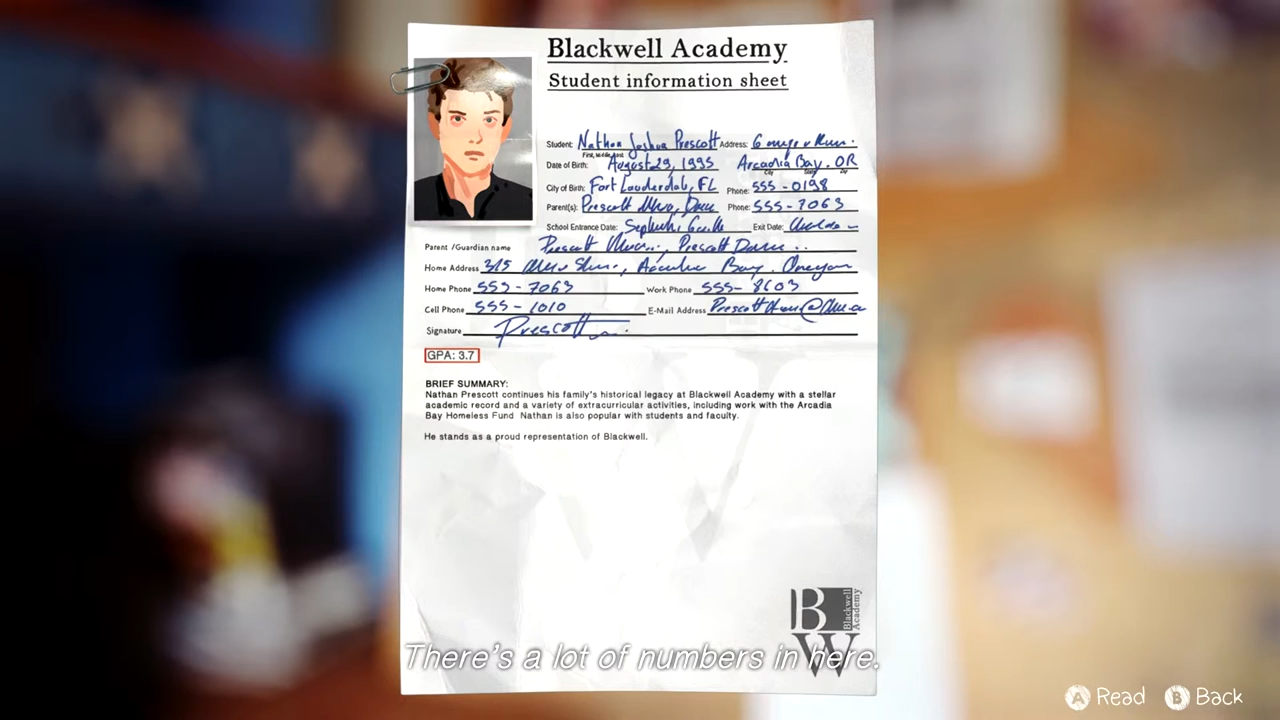 Blackwell Academy
Student information sheet
Student: Nathan Joshua Prescott Address:
First, Middle, Last
Date of Birth: August 29, 1995 Arcadia Bay. OR
City
City of Birth: Fort Lauderdale, FL Phone: 555-0198
Parent(s): Prescott Phone: 555-7063
School Entrance Date: Exit Date:
Parent /Guardian name Prescott Prescott
Home Address 315 Bay. Oregon
Home Phone 555-7063 Work Phone 555-8103
Cell Phone 555-1010 E-Mail Address
Signature Prescott
GPA: 3.7
BRIEF SUMMARY:
Nathan Prescott continues his family's historical legacy at Blackwell Academy with a stellar
academic record and a variety of extracurricular activities, including work with the Arcadia
Bay Homeless Fund Nathan is also popular with students and faculty.
He stands as a proud representation of Blackwell.
B
W
Blackwell
Academy
There's a lot of numbers in here.
A Read B Back